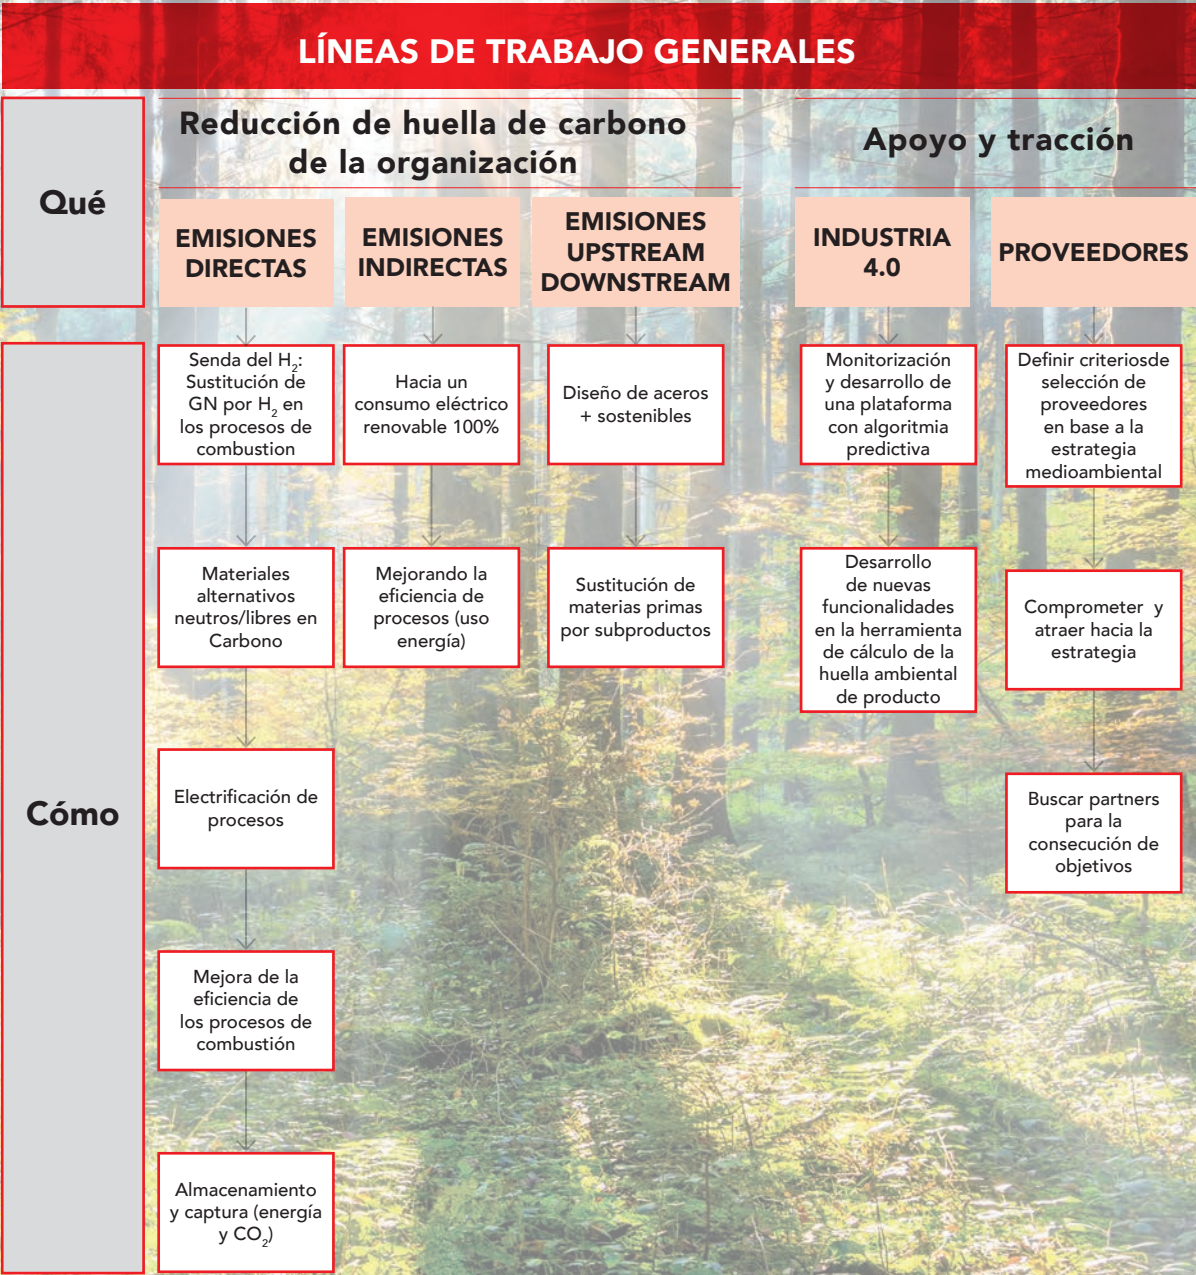 LÍNEAS DE TRABAJO GENERALES
Qué
Reducción de huella de carbono
de la organización
Apoyo y tracción
EMISIONES
DIRECTAS
EMISIONES
INDIRECTAS
EMISIONES
UPSTREAM
DOWNSTREAM
INDUSTRIA
4.0
PROVEEDORES
Cómo
Senda del H₂:
Sustitución de
GN por H₂ en
los procesos de
combustion
Materiales
alternativos
neutros/libres en
Carbono
Electrificación de
procesos
Mejora de la
eficiencia de
los procesos de
combustión
Almacenamiento
y captura (energía
y CO₂)
Hacia un
consumo eléctrico
renovable 100%
Mejorando la
eficiencia de
procesos (uso
energía)
Diseño de aceros
+ sostenibles
Sustitución de
materias primas
por subproductos
Monitorización
y desarrollo de
una plataforma
con algoritmia
predictiva
Desarrollo
de nuevas
funcionalidades
en la herramienta
de cálculo de la
huella ambiental
de producto
Definir criteriosde
selección de
proveedores
en base a la
estrategia
medioambiental
Comprometer y
atraer hacia la
estrategia
Buscar partners
para la
consecución de
objetivos